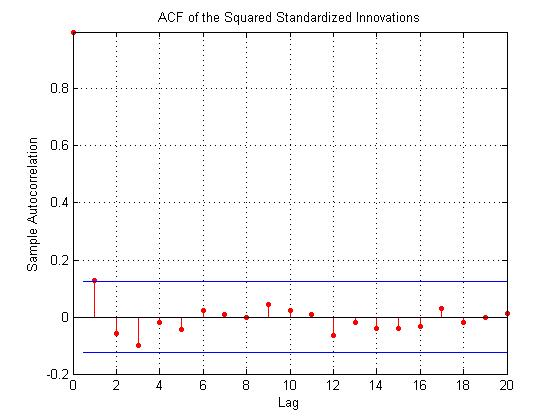 ACF of the Squared Standardized Innovations
0.8
0.6
0.4
0.2
0
-0.2
Sample Autocorrelation
0 2 4 6 8 10 12 14 16 18 20
Lag